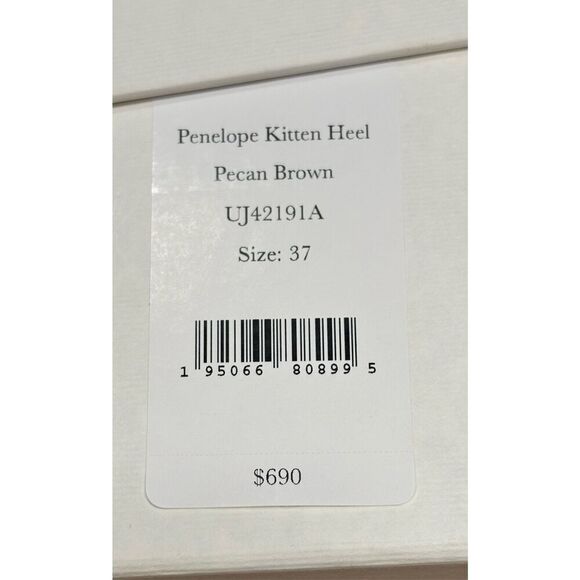 Penelope Kitten Heel
Pecan Brown
UJ42191A
Size: 37
1 95066 80899 5
$690